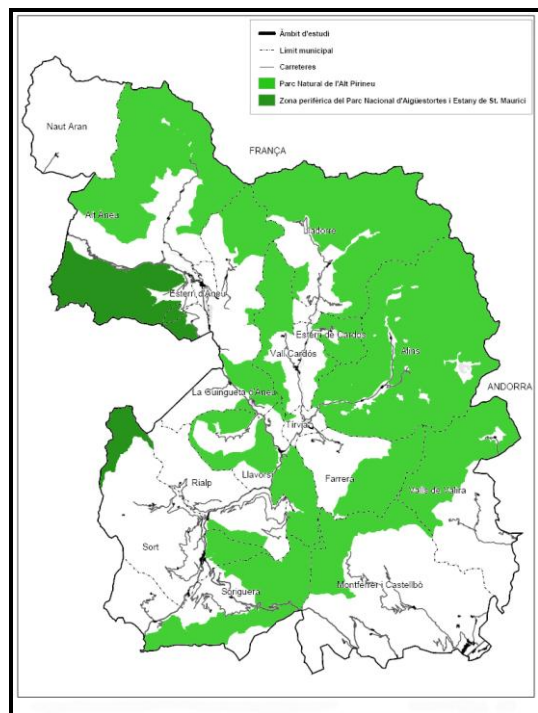 Àmbit d'estudi
Límit municipal
Carreteres
Parc Natural de l'Alt Pirineu
Zona perifèrica del Parc Nacional d'Aigüestortes i Estany de St. Maurici
Naut Aran
FRANÇA
Alt Àneu
Lladorre
Esterri d'Àneu
Esterri de Cardós
Vall Cardós
Alins
ANDORRA
La Guingueta d'Àneu
Tírvia
Llavorsí
Farrera
Rialp
Valls de Valira
Sort
Soriguera
Montferrer i Castellbò